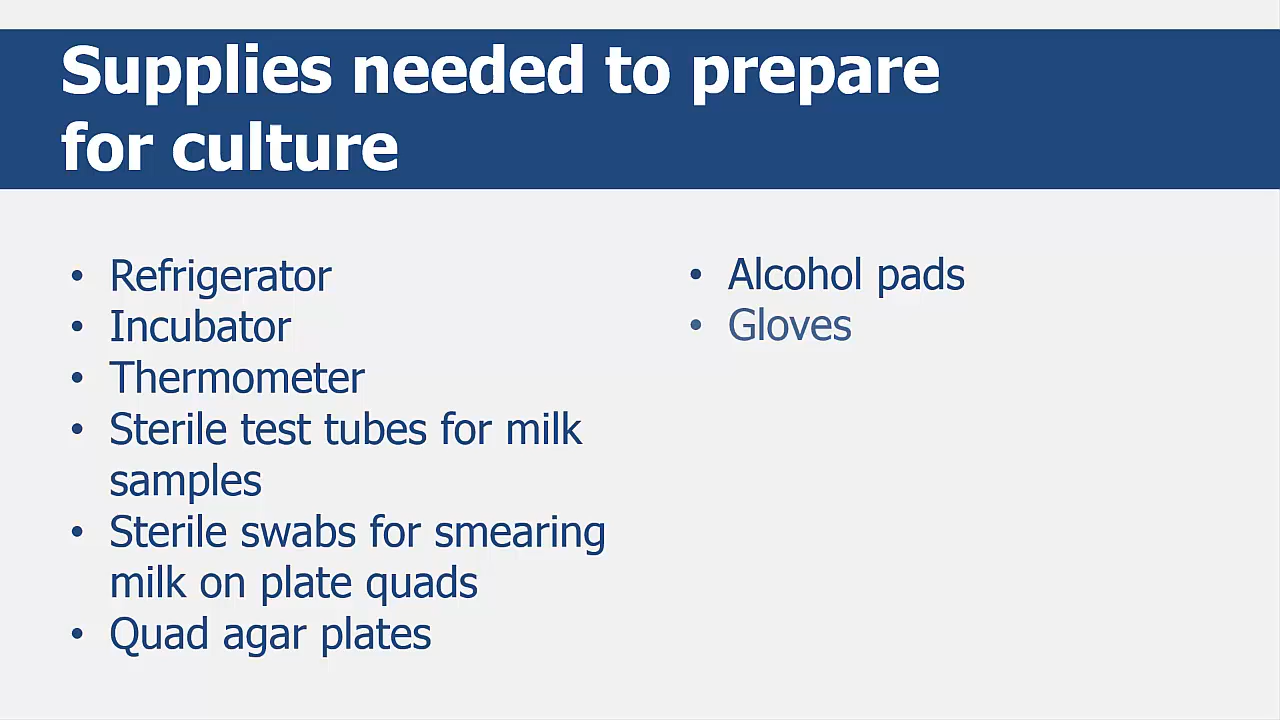 Supplies needed to prepare
for culture
• Refrigerator
• Incubator
• Thermometer
• Sterile test tubes for milk
samples
• Sterile swabs for smearing
milk on plate quads
• Quad agar plates
• Alcohol pads
• Gloves